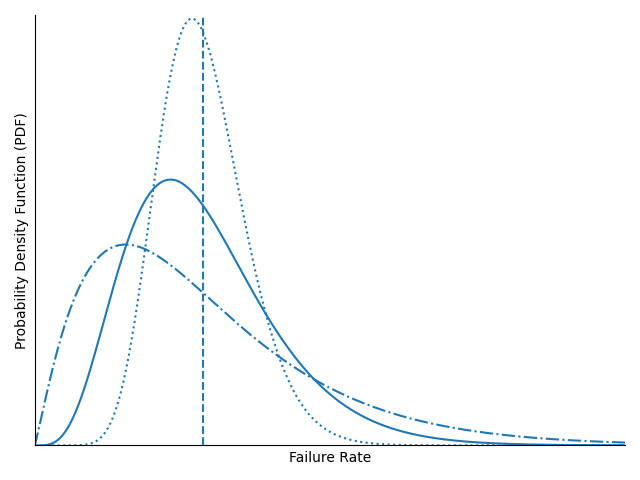 Probability Density Function (PDF)
Failure Rate